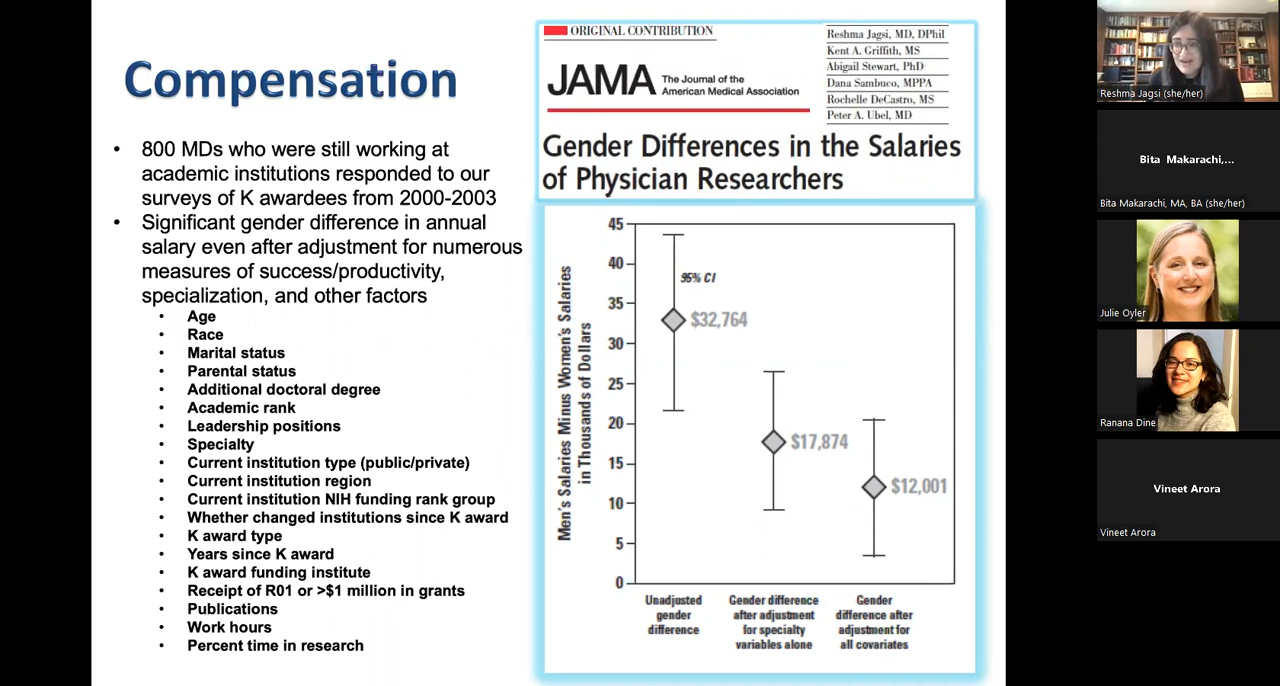 Compensation
• 800 MDs who were still working at
academic institutions responded to our
surveys of K awardees from 2000-2003
• Significant gender difference in annual
salary even after adjustment for numerous
measures of success/productivity,
specialization, and other factors
• Age
• Race
• Marital status
• Parental status
• Additional doctoral degree
• Academic rank
• Leadership positions
• Specialty
• Current institution type (public/private)
• Current institution region
• Current institution NIH funding rank group
• Whether changed institutions since K award
• K award type
• Years since K award
• K award funding institute
• Receipt of R01 or >$1 million in grants
• Publications
• Work hours
• Percent time in research
ORIGINAL CONTRIBUTION
JAMA
The Journal of the
American Medical Association
Reshma Jagsi, MD, DPhil
Kent A. Griffith, MS
Abigail Stewart, PhD
Dana Sambuco, MPPA
Rochelle DeCastro, MS
Peter A. Ubel, MD
Gender Differences in the Salaries
of Physician Researchers
Men's Salaries Minus Women's Salaries
in Thousands of Dollars
45
40
35
30
25
20
15
10
5
0
95% CI
$32,764
$17,874
$12,001
Unadjusted
gender
difference
Gender difference
after adjustment
for specialty
variables alone
Gender
difference after
adjustment for
all covariates
Reshma Jagsi (she/her)
Bita Makarachi,...
Bita Makarachi, MA, BA (she/her)
Julie Oyler
Ranana Dine
Vineet Arora
Vineet Arora